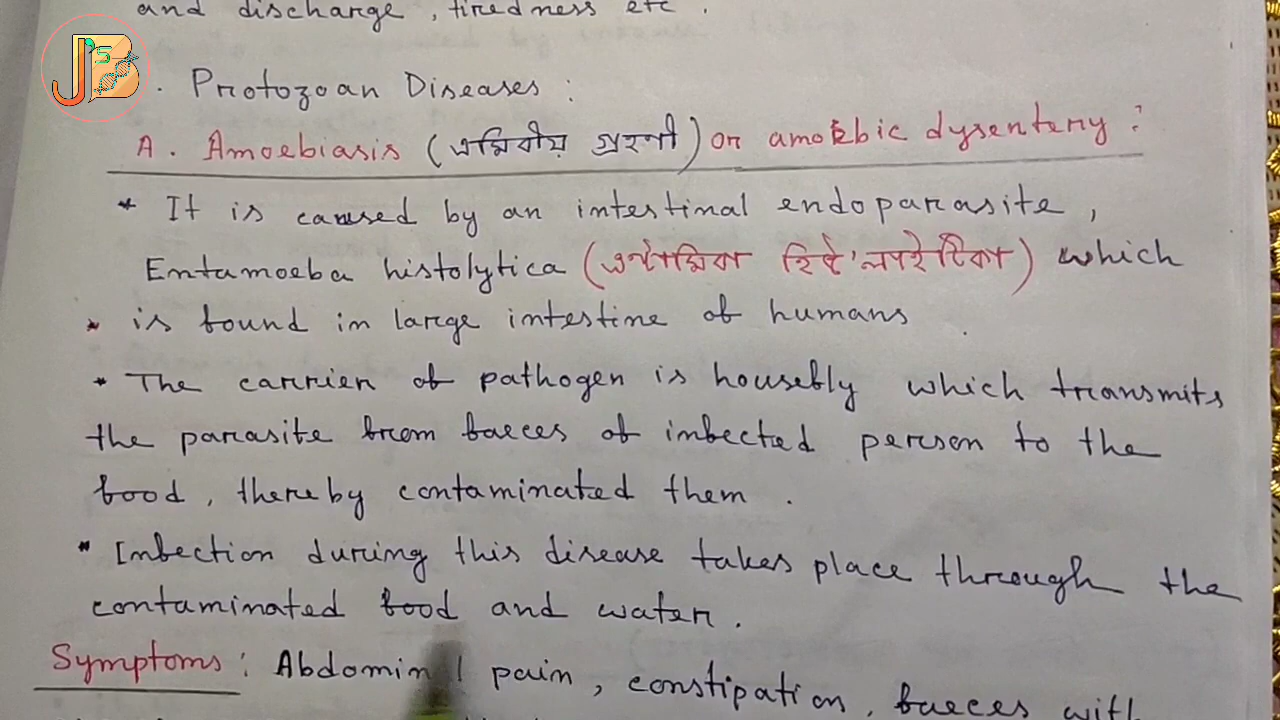 and discharge, tiredness etc.
JB'S
. Protozoan Diseases :
A. Amoebiasis (এমিবীয় গ্রহণী) or amoebic dysentery :
* It is caused by an intestinal endoparasite,
Entamoeba histolytica ( which
* is found in large intestine of humans
* The carrier of pathogen is housefly which transmits
the parasite from faeces of infected person to the
food, thereby contaminated them.
* Infection during this disease takes place through the
contaminated food and water.
Symptoms : Abdominal pain, constipation, faeces with